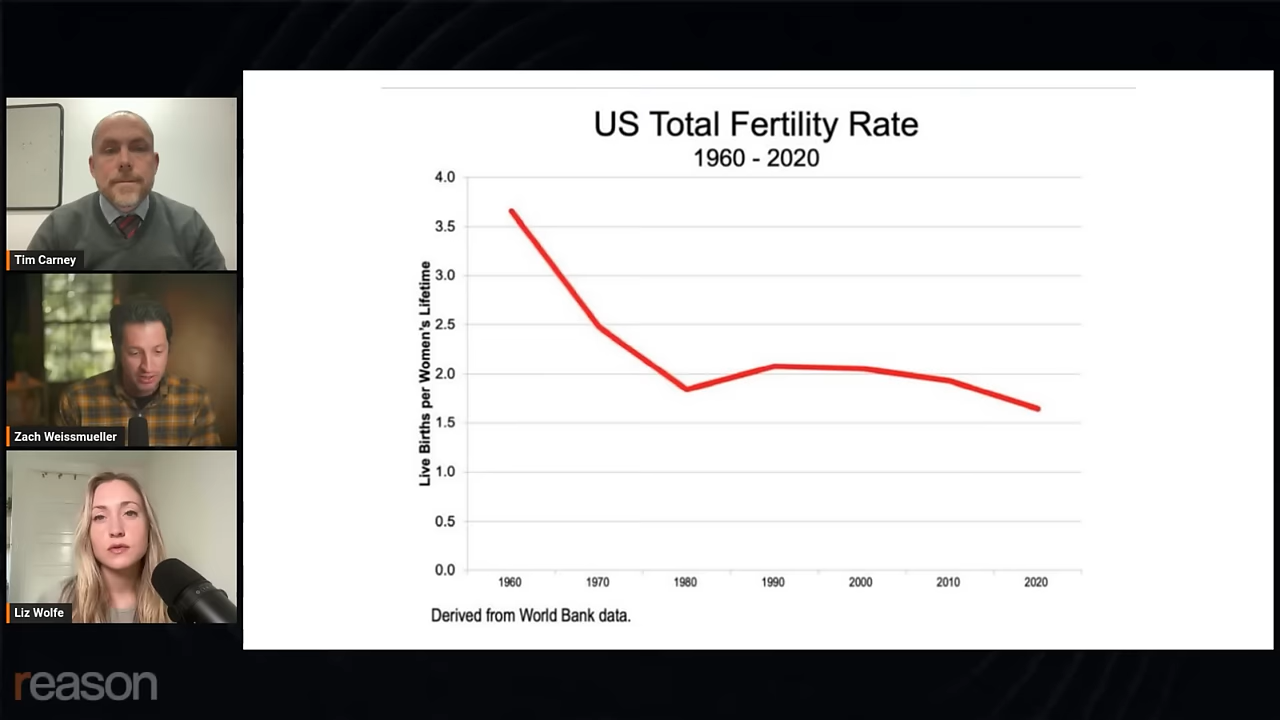 Tim Carney
Zach Weissmueller
Liz Wolfe
reason
US Total Fertility Rate
1960 - 2020
Live Births per Women's Lifetime
4.0
3.5
3.0
2.5
2.0
1.5
1.0
0.5
0.0
1960 1970 1980 1990 2000 2010 2020
Derived from World Bank data.